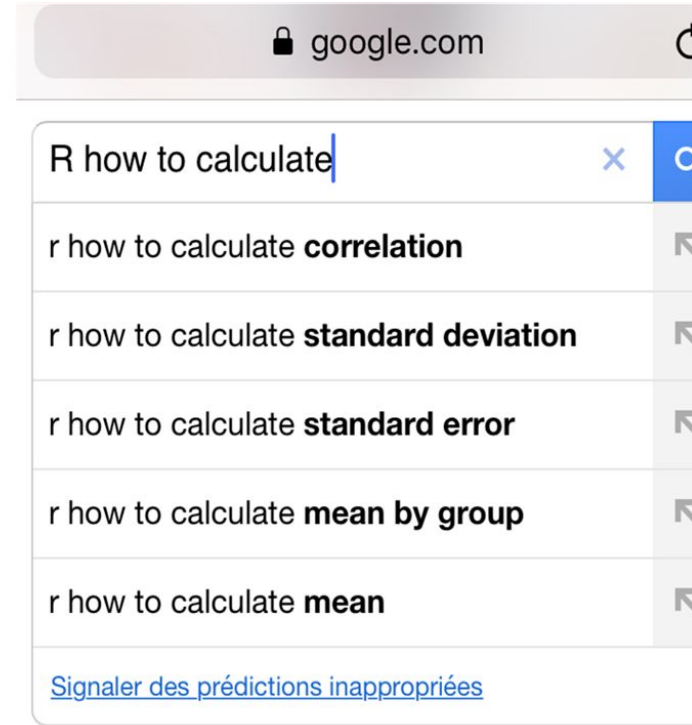 google.com
R how to calculate
r how to calculate correlation
r how to calculate standard deviation
r how to calculate standard error
r how to calculate mean by group
r how to calculate mean
Signaler des prédictions inappropriées